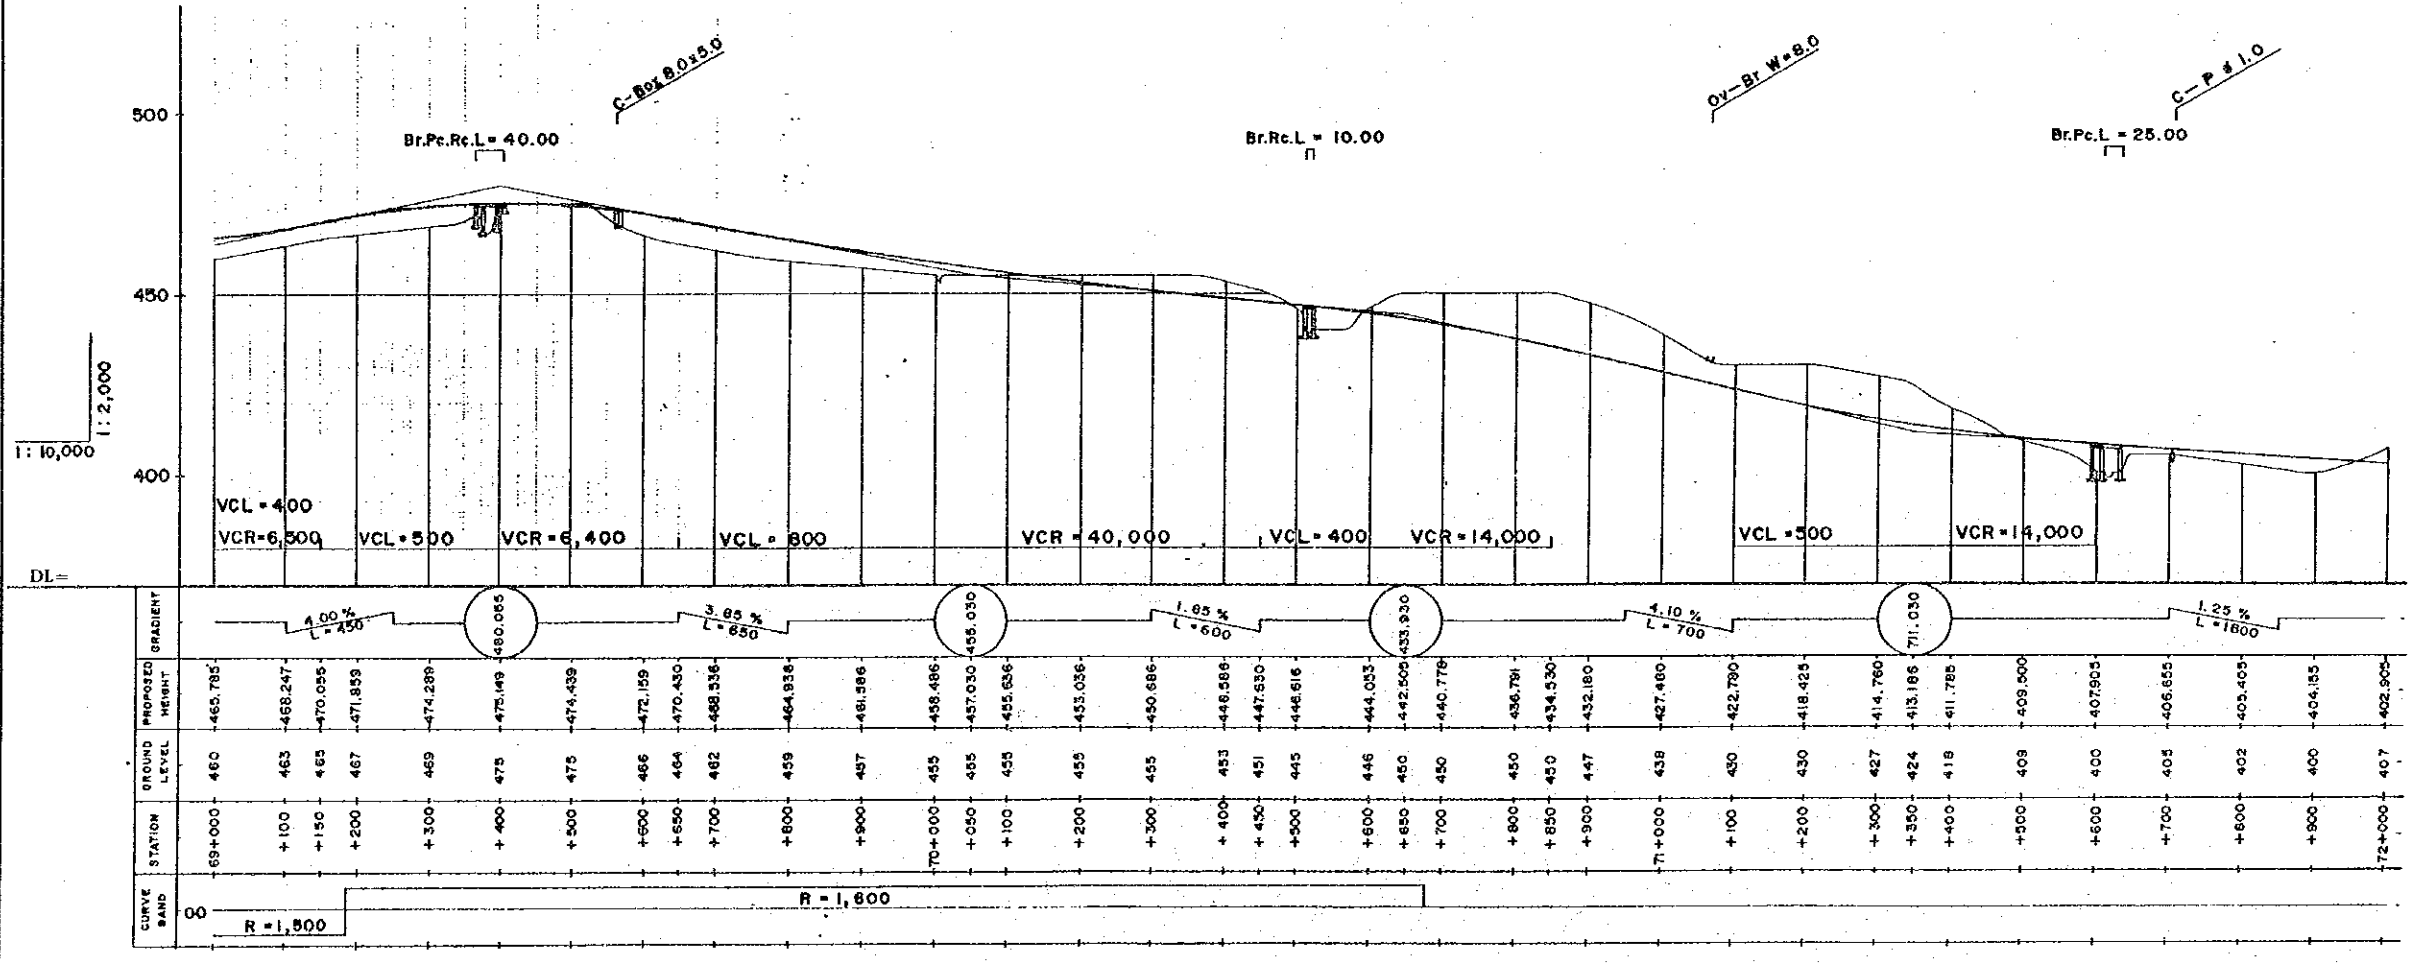 C-Box 8.0x5.0
Ov-Br W=8.0
C-P ø 1.0
500
Br.Pc.Rc.L = 40.00
Br.Rc.L = 10.00
Br.Pc.L = 25.00
450
1:2,000
1:10,000
400
VCL = 400
VCR=6,500
VCL=500
VCR=6,400
VCL = 800
VCR = 40,000
VCL=400
VCR=14,000
VCL =500
VCR=14,000
DL=
GRADIENT
4.00 %
L = 450
480.055
3.85 %
L = 650
455.030
1.85 %
L = 600
433.930
4.10 %
L = 700
711.030
1.25 %
L = 1800
PROPOSED HEIGHT
465.785 468.247 470.055 471.859 474.289 475.149 474.439 472.159 470.430 468.536 464.936 461.586 458.486 457.030 455.636 453.036 450.686 448.586 447.630 446.616 444.053 442.505 440.778 436.791 434.530 432.180 427.480 422.780 418.425 414.760 413.186 411.785 409.500 407.905 406.655 405.405 404.155 402.905
GROUND LEVEL
460 463 465 467 469 475 475 466 464 462 459 457 455 455 455 455 455 453 451 445 446 450 450 450 450 447 438 430 430 427 424 418 409 400 405 402 400 407
STATION
69+000 +100 +150 +200 +300 +400 +500 +600 +650 +700 +800 +900 70+000 +050 +100 +200 +300 +400 +450 +500 +600 +650 +700 +800 +850 +900 71+000 +100 +200 +300 +350 +400 +500 +600 +700 +800 +900 72+000
CURVE BAND
00
R = 1,500
R = 1,600